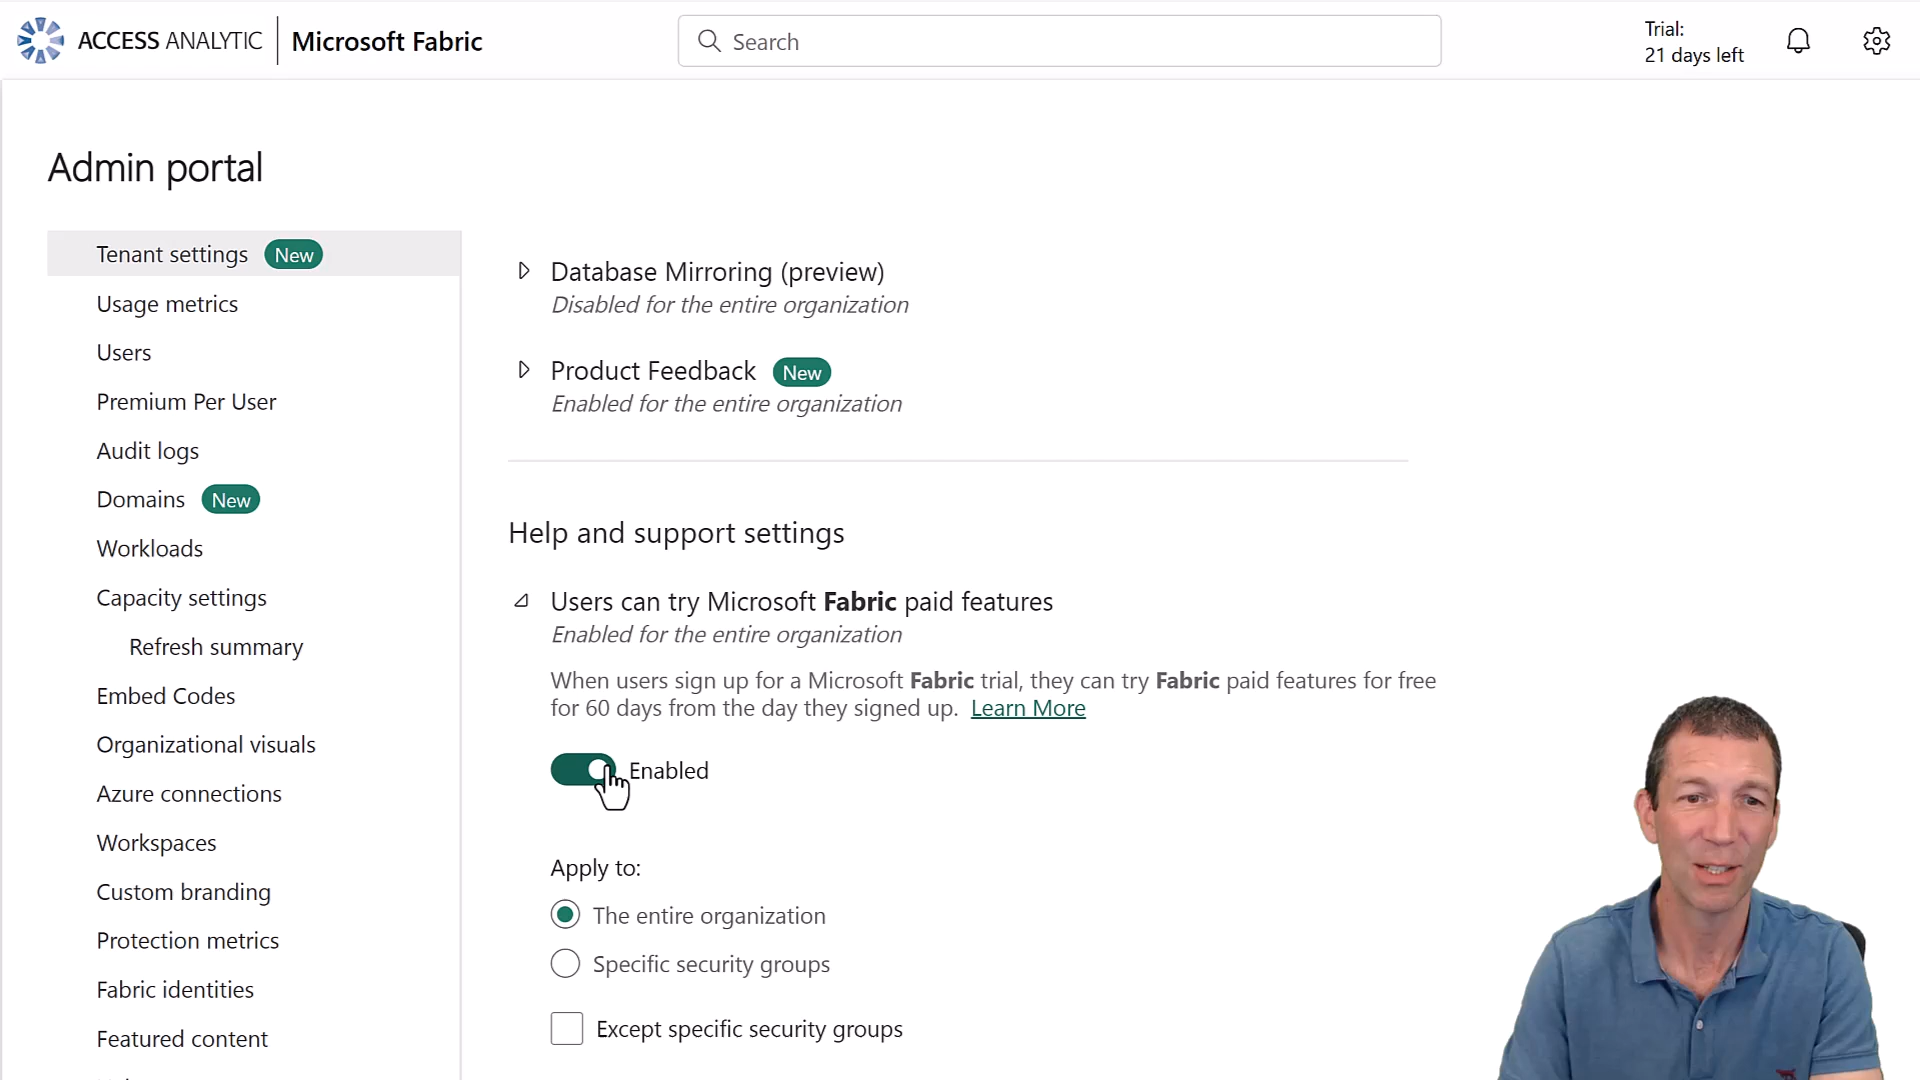 ACCESS ANALYTIC
Microsoft Fabric
Search
Trial:
21 days left
Admin portal
Tenant settings New
Usage metrics
Users
Premium Per User
Audit logs
Domains New
Workloads
Capacity settings
Refresh summary
Embed Codes
Organizational visuals
Azure connections
Workspaces
Custom branding
Protection metrics
Fabric identities
Featured content
Database Mirroring (preview)
Disabled for the entire organization
Product Feedback New
Enabled for the entire organization
Help and support settings
Users can try Microsoft Fabric paid features
Enabled for the entire organization
When users sign up for a Microsoft Fabric trial, they can try Fabric paid features for free
for 60 days from the day they signed up. Learn More
Enabled
Apply to:
The entire organization
Specific security groups
Except specific security groups